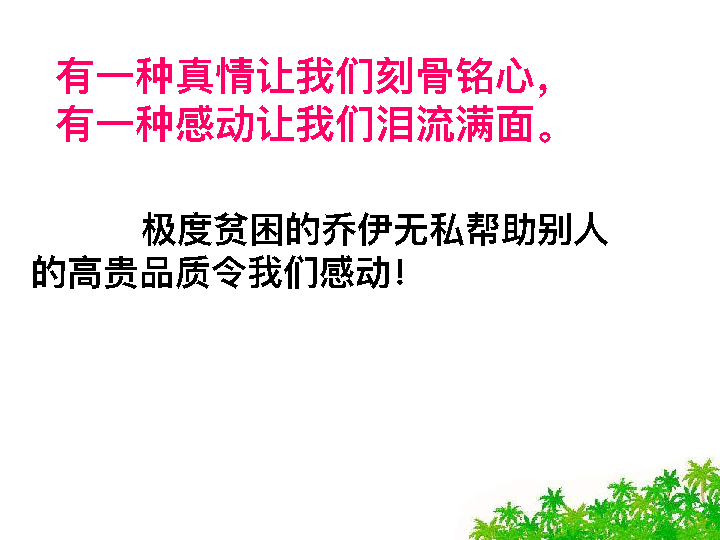 有一种真情让我们刻骨铭心，
有一种感动让我们泪流满面。
极度贫困的乔伊无私帮助别人
的高贵品质令我们感动！